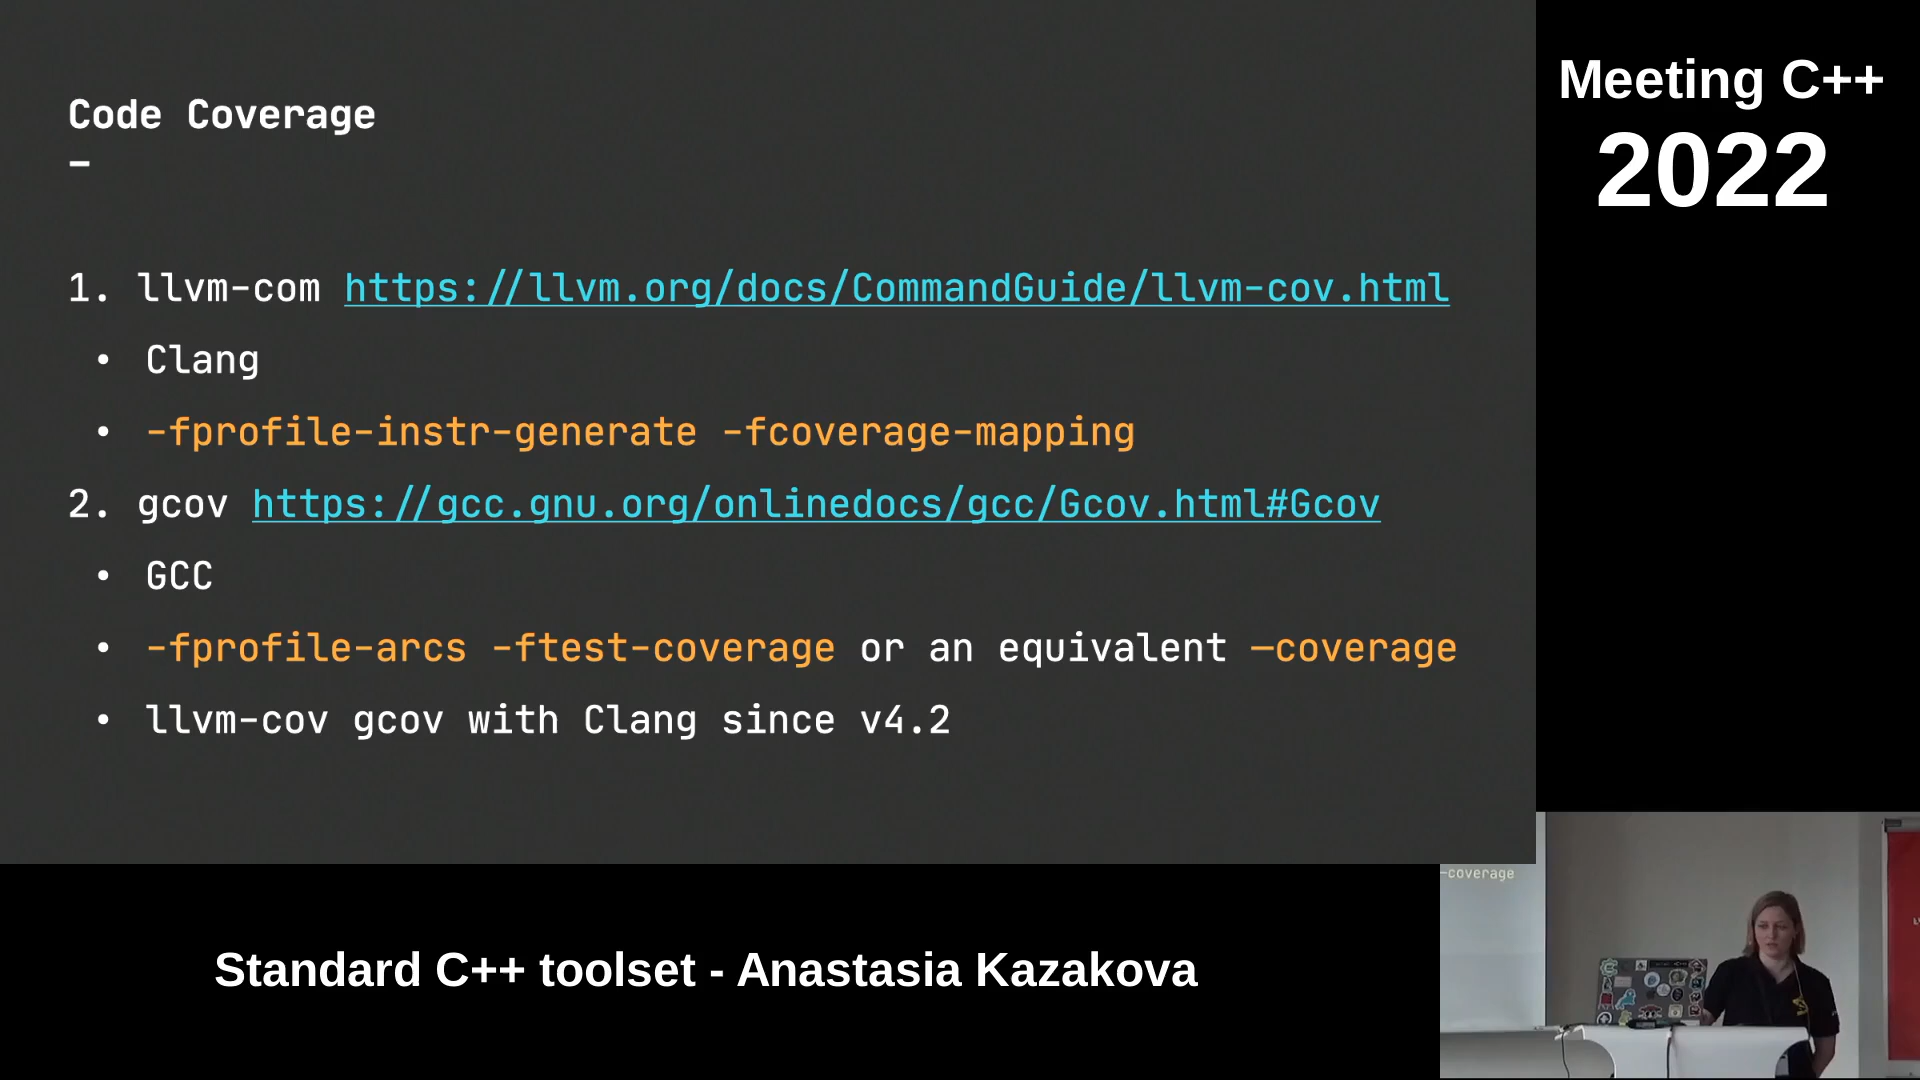 Code Coverage
–
1. llvm-com https://llvm.org/docs/CommandGuide/llvm-cov.html
• Clang
• -fprofile-instr-generate -fcoverage-mapping
2. gcov https://gcc.gnu.org/onlinedocs/gcc/Gcov.html#Gcov
• GCC
• -fprofile-arcs -ftest-coverage or an equivalent —coverage
• llvm-cov gcov with Clang since v4.2
Meeting C++
2022
-coverage
Standard C++ toolset - Anastasia Kazakova